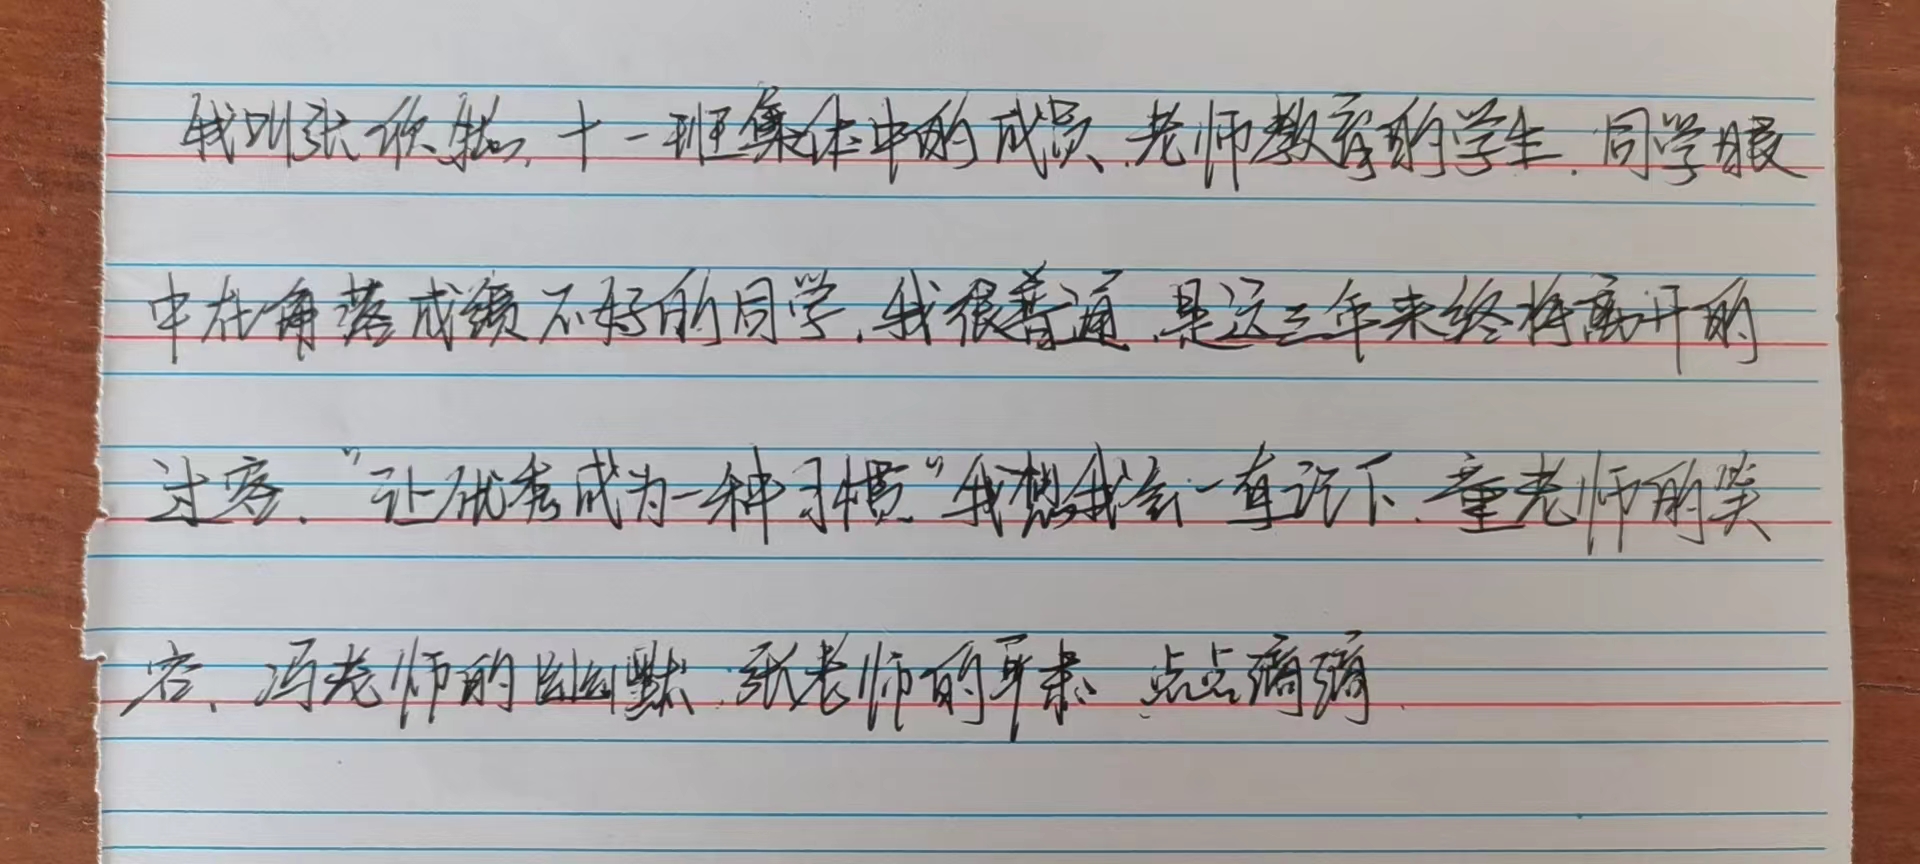 我叫张欣, 十一班集体中的成员, 老师教育的学生, 同学眼
中在角落成绩不好的同学, 我很普通, 是这三年来终将离开的
过客, “让优秀成为一种习惯” 我想我会一直记下, 童老师的笑
容, 冯老师的幽默, 张老师的严肃, 点点滴滴.